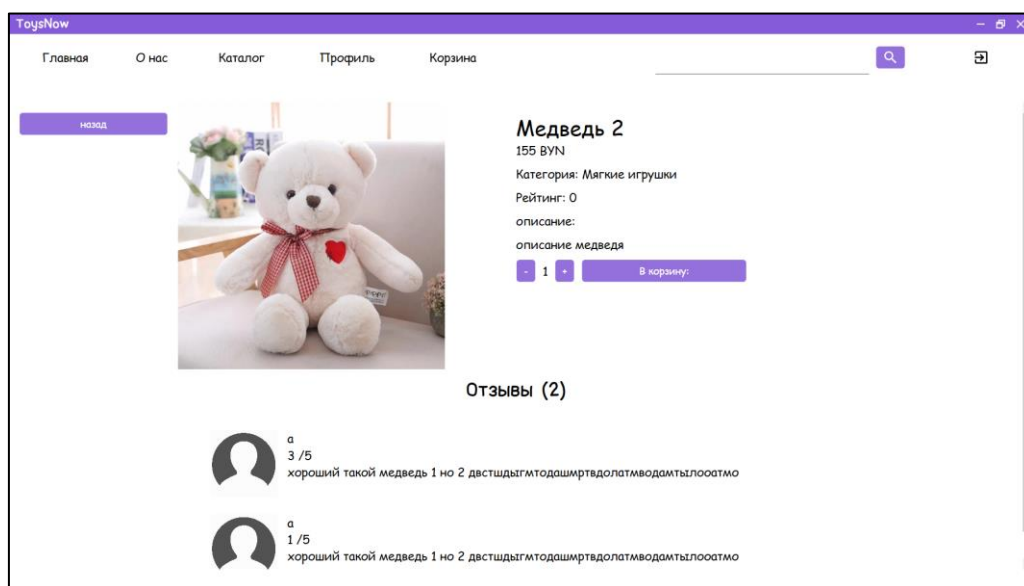 ToysNow
Главная О нас Каталог Профиль Корзина
назад
Медведь 2
155 BYN
Категория: Мягкие игрушки
Рейтинг: 0
описание:
описание медведя
- 1 + В корзину:
Отзывы (2)
a
3 /5
хороший такой медведь 1 но 2
a
1 /5
хороший такой медведь 1 но 2